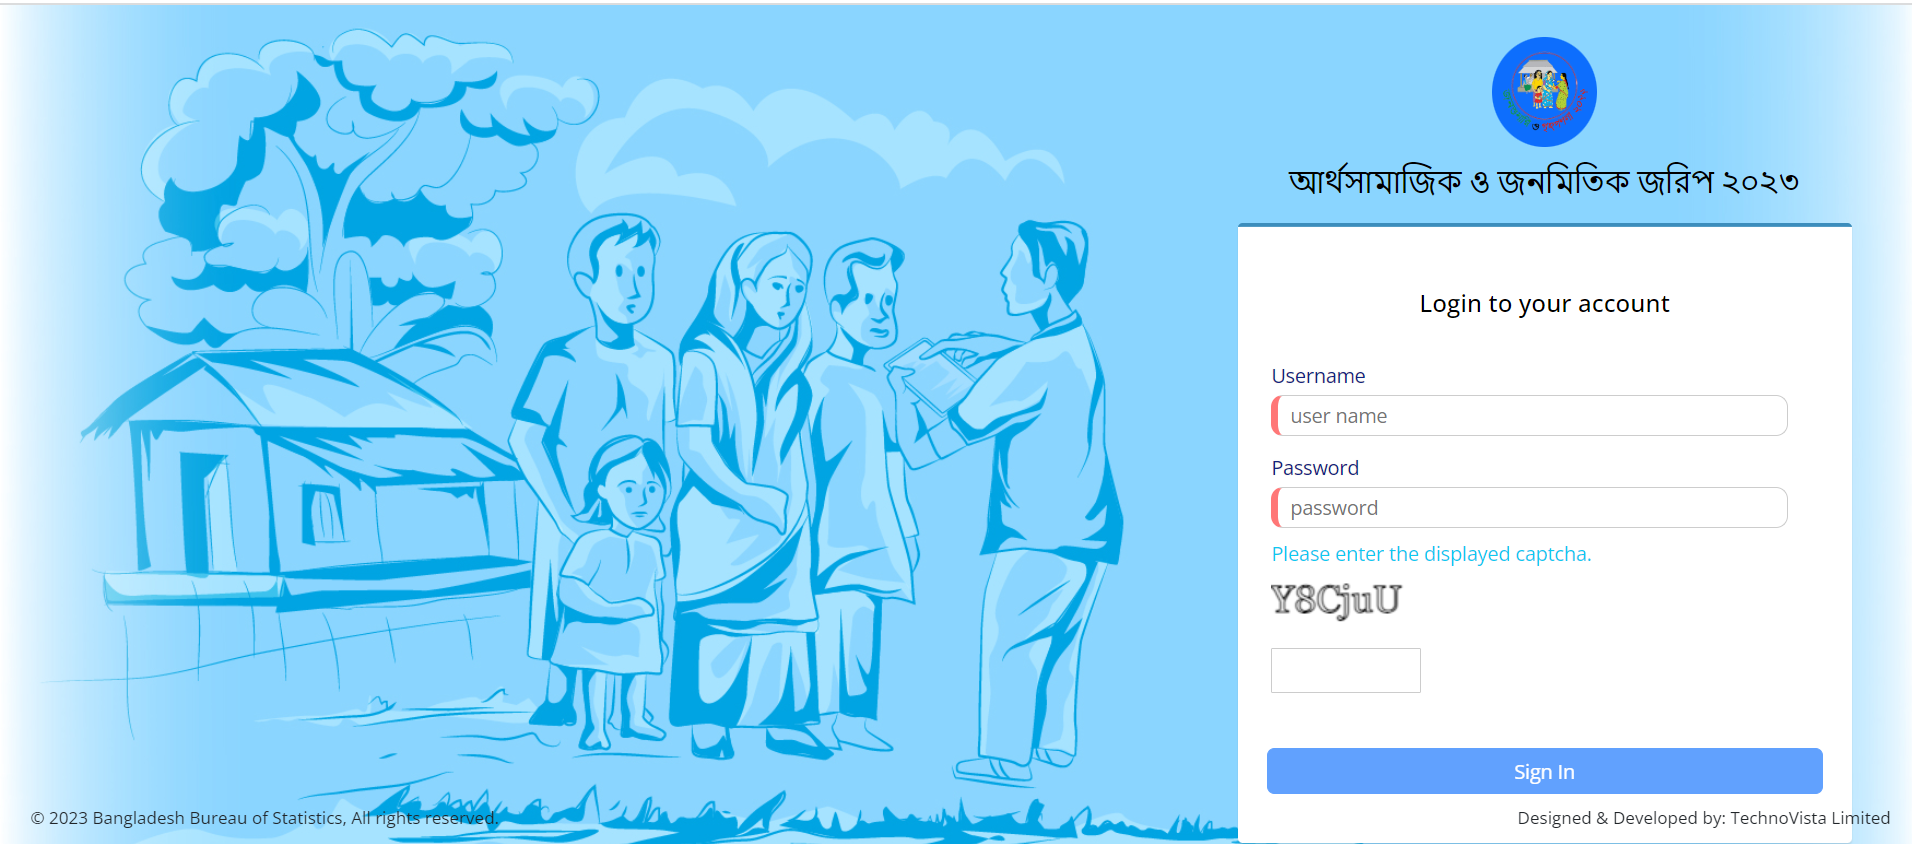 আর্থসামাজিক ও জনমিতিক জরিপ ২০২৩
Login to your account
Username
user name
Password
password
Please enter the displayed captcha.
Y8CjuU
Sign In
© 2023 Bangladesh Bureau of Statistics, All rights reserved.
Designed & Developed by: TechnoVista Limited